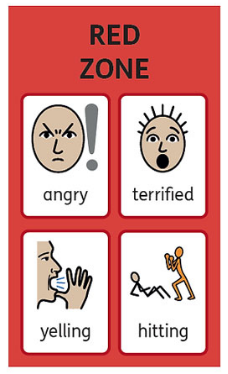 RED
ZONE
angry
terrified
yelling
hitting